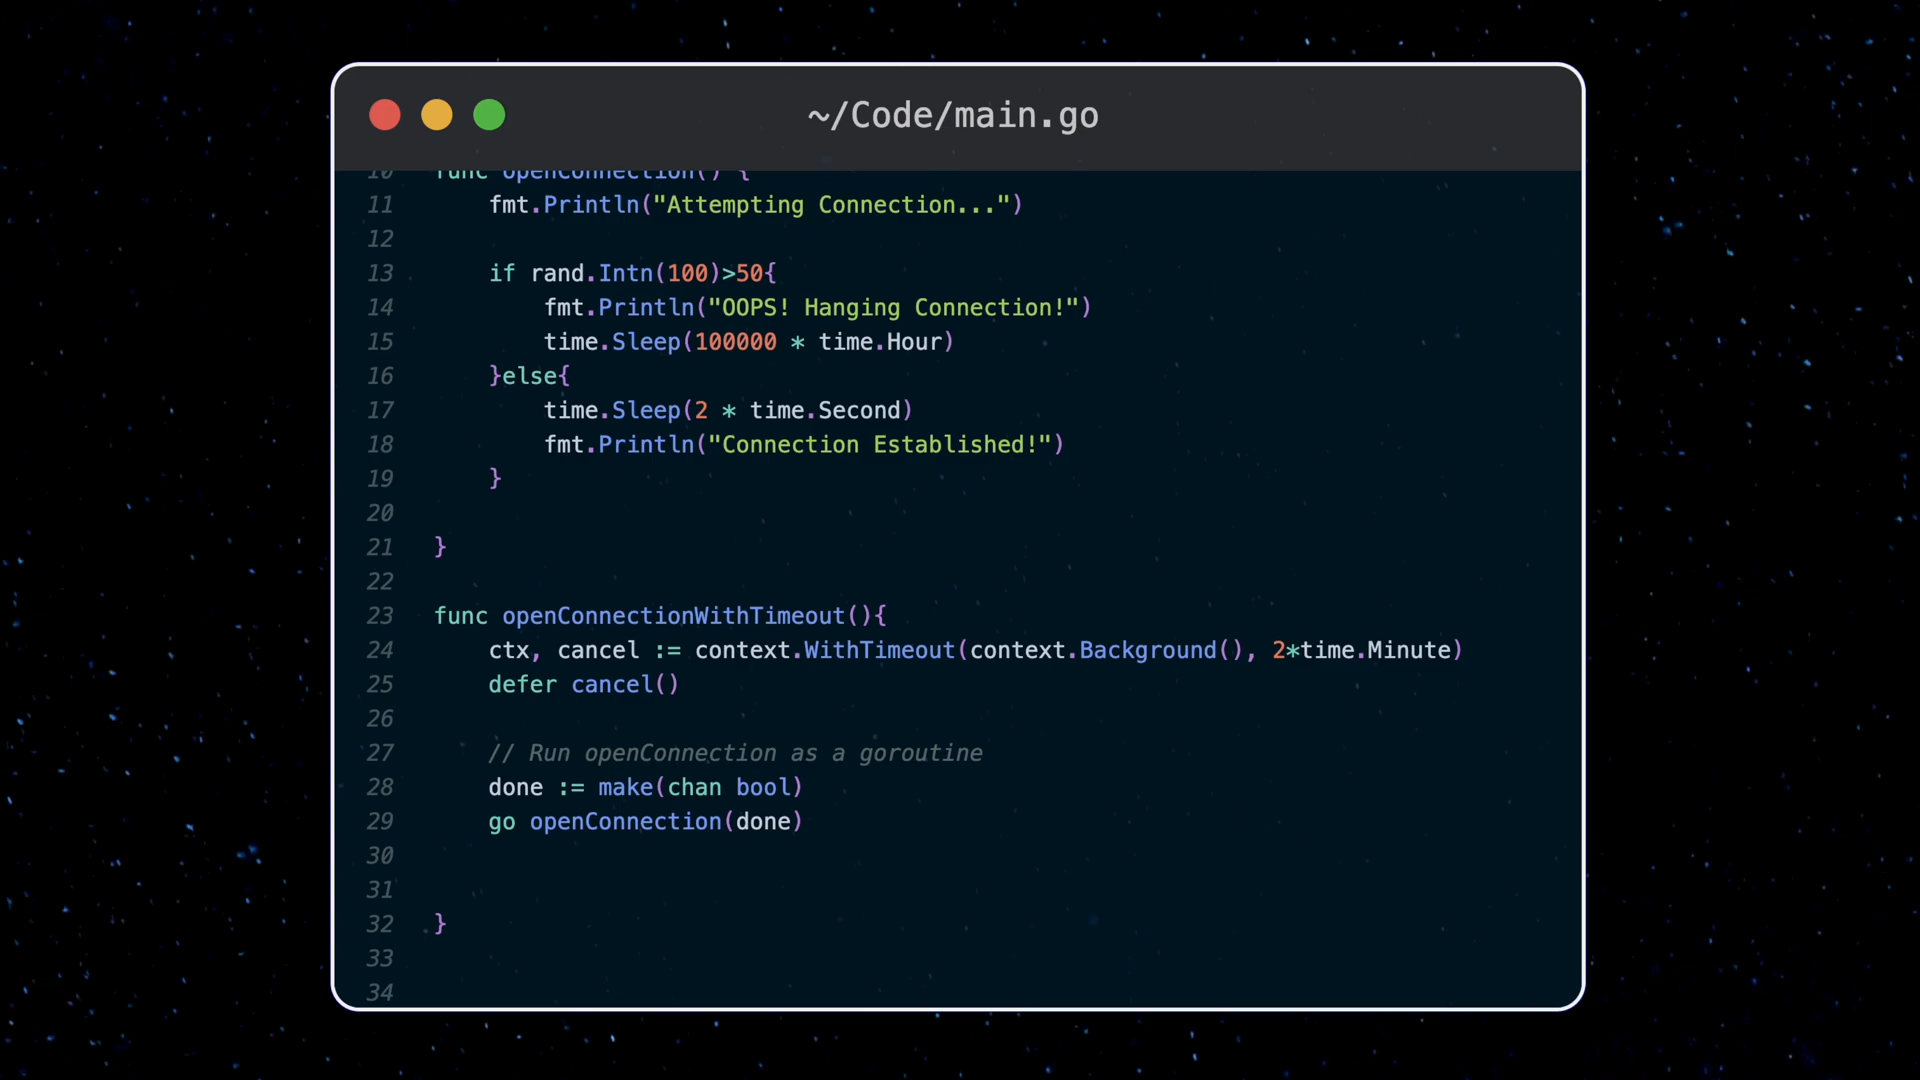 ~/Code/main.go
10 func openConnection() {
11 fmt.Println("Attempting Connection...")
12
13 if rand.Intn(100)>50{
14 fmt.Println("OOPS! Hanging Connection!")
15 time.Sleep(100000 * time.Hour)
16 }else{
17 time.Sleep(2 * time.Second)
18 fmt.Println("Connection Established!")
19 }
20
21 }
22
23 func openConnectionWithTimeout(){
24 ctx, cancel := context.WithTimeout(context.Background(), 2*time.Minute)
25 defer cancel()
26
27 // Run openConnection as a goroutine
28 done := make(chan bool)
29 go openConnection(done)
30
31
32 }
33
34